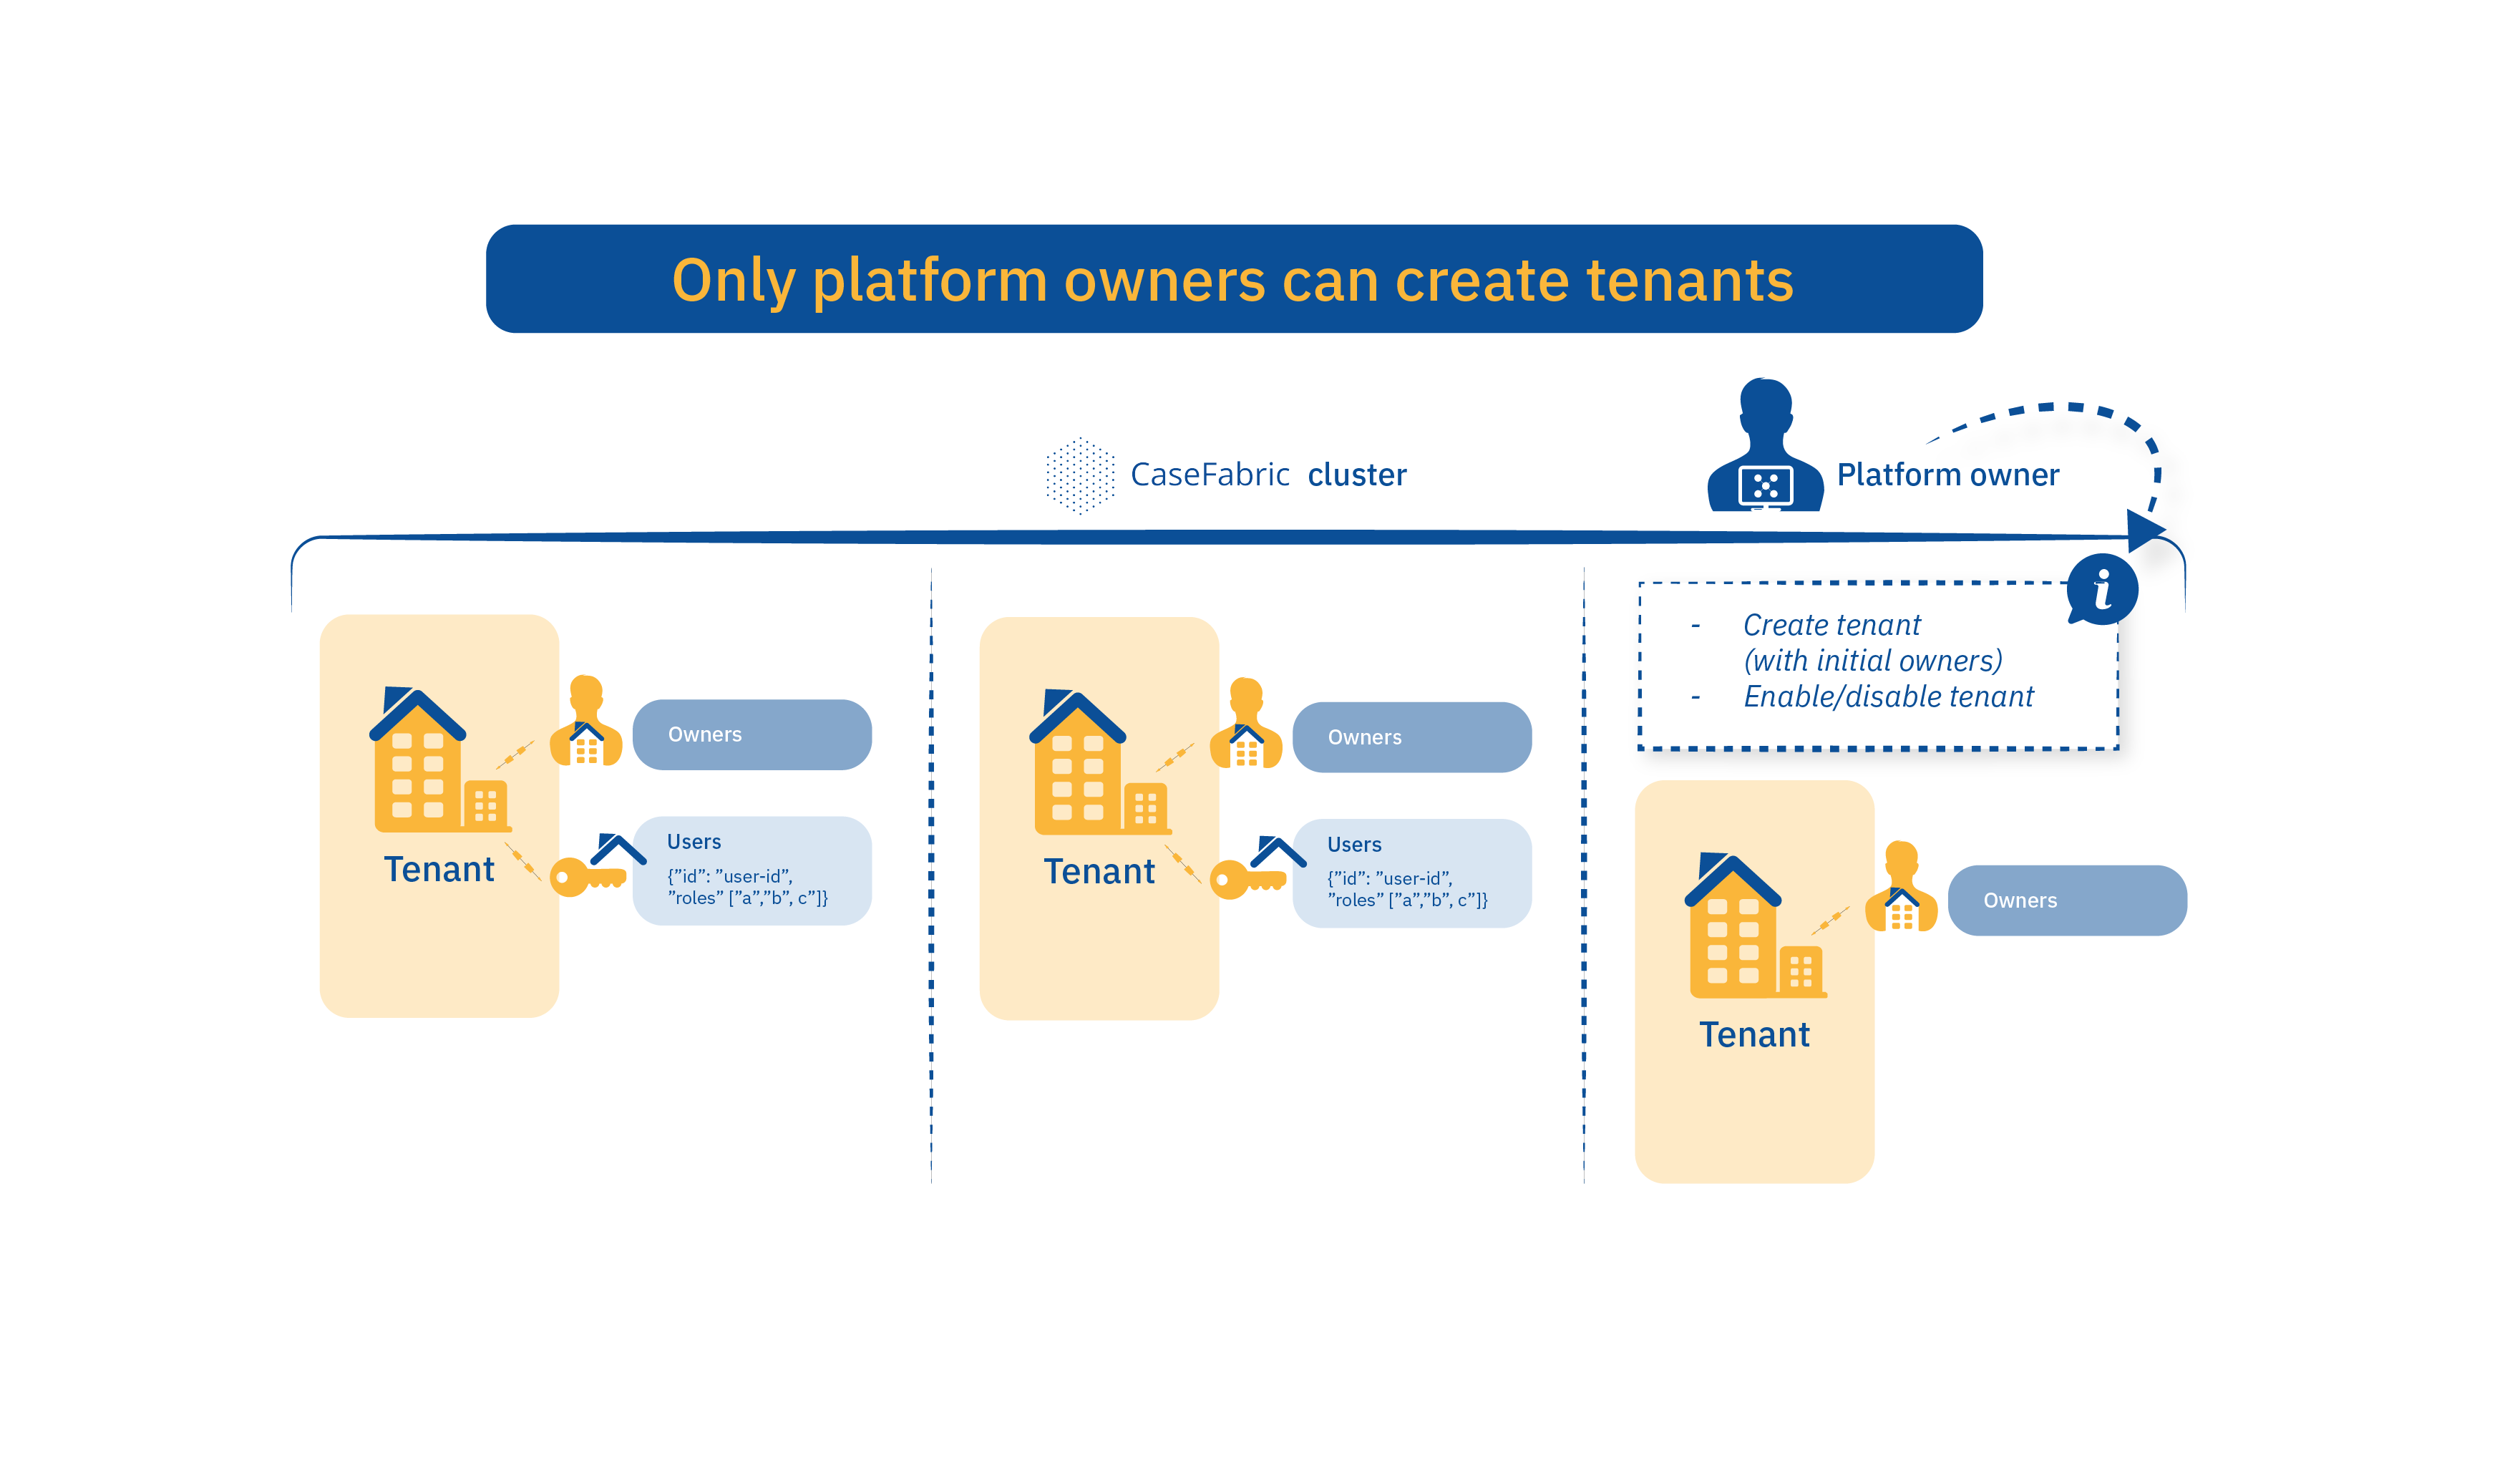 Only platform owners can create tenants
CaseFabric cluster
Platform owner
Tenant
Owners
Users
{”id”: ”user-id”,
”roles” [”a”,”b”, c”]}
Tenant
Owners
Users
{”id”: ”user-id”,
”roles” [”a”,”b”, c”]}
i
- Create tenant
(with initial owners)
- Enable/disable tenant
Tenant
Owners